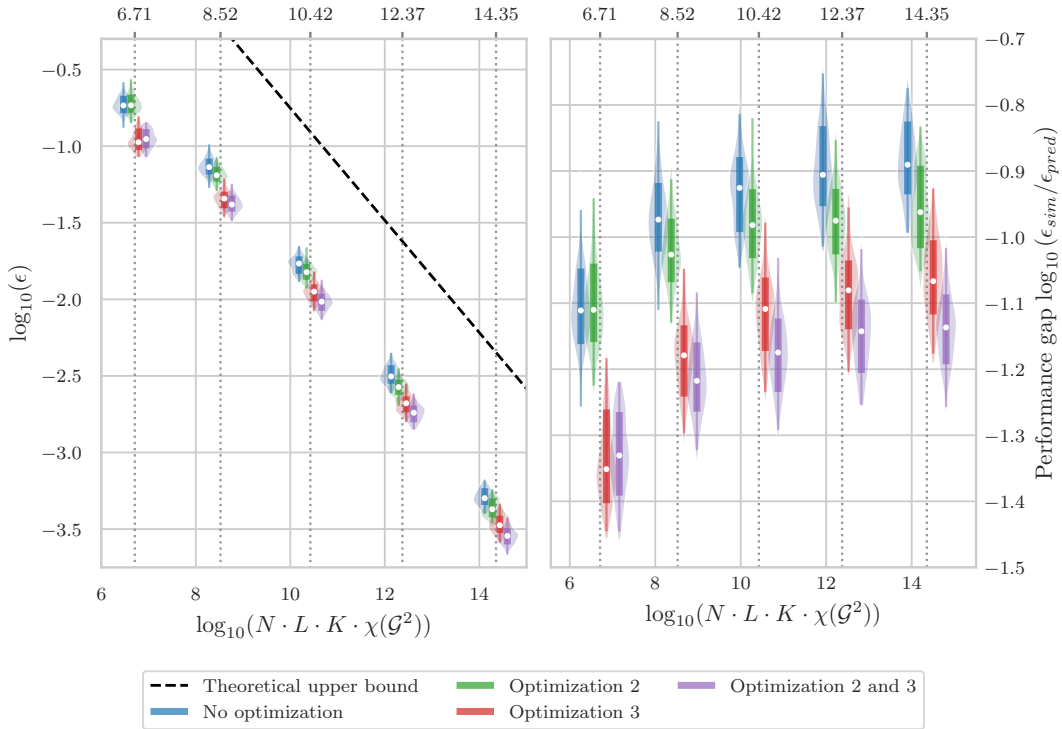 6.71 8.52 10.42 12.37 14.35
6.71 8.52 10.42 12.37 14.35
−0.5
−1.0
−1.5
−2.0
−2.5
−3.0
−3.5
log₁₀(ϵ)
6 8 10 12 14
log₁₀(N · L · K · χ(𝒢²))
−0.7
−0.8
−0.9
−1.0
−1.1
−1.2
−1.3
−1.4
−1.5
Performance gap log₁₀(ϵ_sim/ϵ_pred)
6 8 10 12 14
log₁₀(N · L · K · χ(𝒢²))
Theoretical upper bound
No optimization
Optimization 2
Optimization 3
Optimization 2 and 3